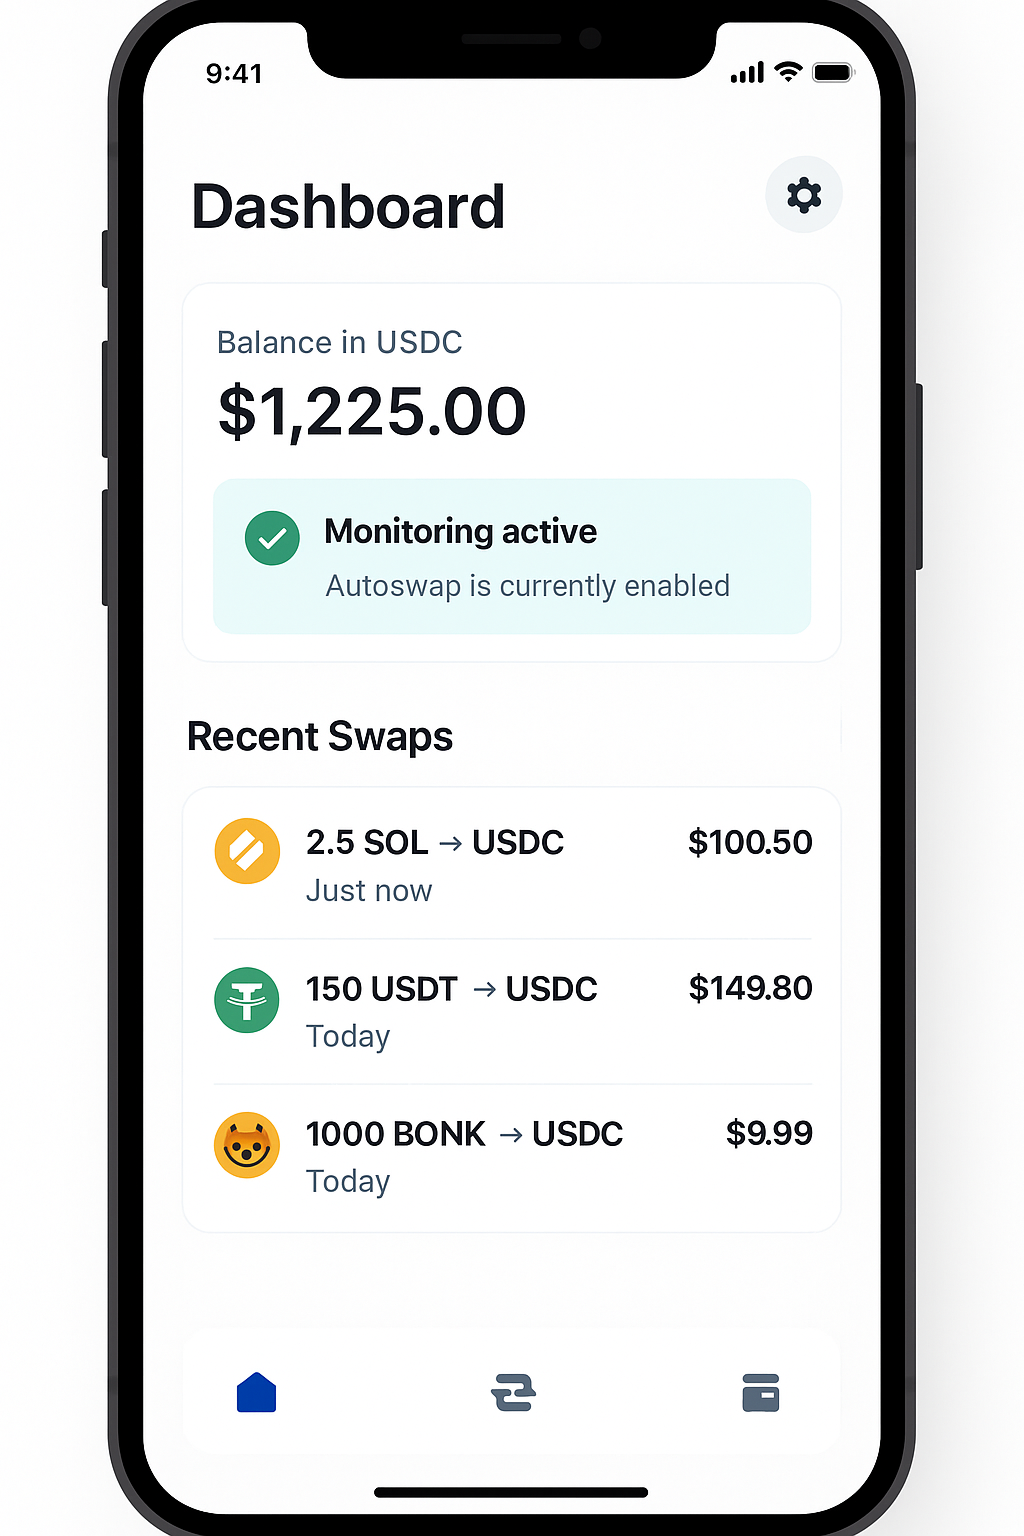 9:41
Dashboard
Balance in USDC
$1,225.00
Monitoring active
Autoswap is currently enabled
Recent Swaps
2.5 SOL → USDC $100.50
Just now
150 USDT → USDC $149.80
Today
1000 BONK → USDC $9.99
Today